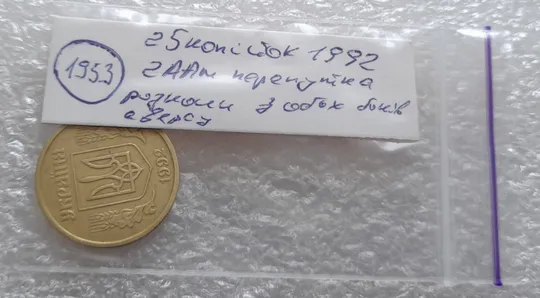 25 копійок 1992
1953
2ААм перепутка
розколи з обох боків
аверсу
УКРАЇНА
1992